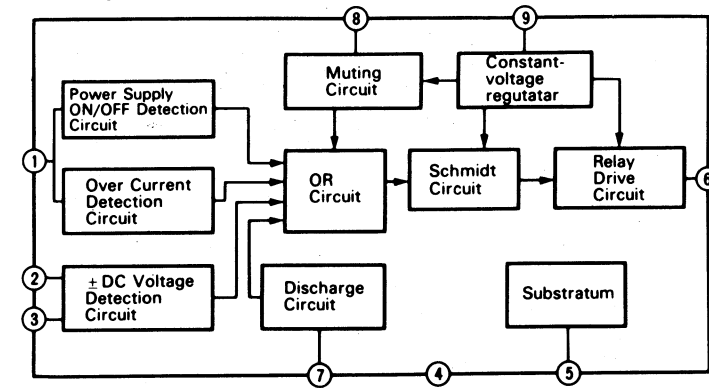 8
9
Muting
Circuit
Constant-
voltage
regutatar
Power Supply
ON/OFF Detection
Circuit
1
Over Current
Detection
Circuit
OR
Circuit
Schmidt
Circuit
Relay
Drive
Circuit
6
2
3
± DC Voltage
Detection
Circuit
Discharge
Circuit
Substratum
7
4
5